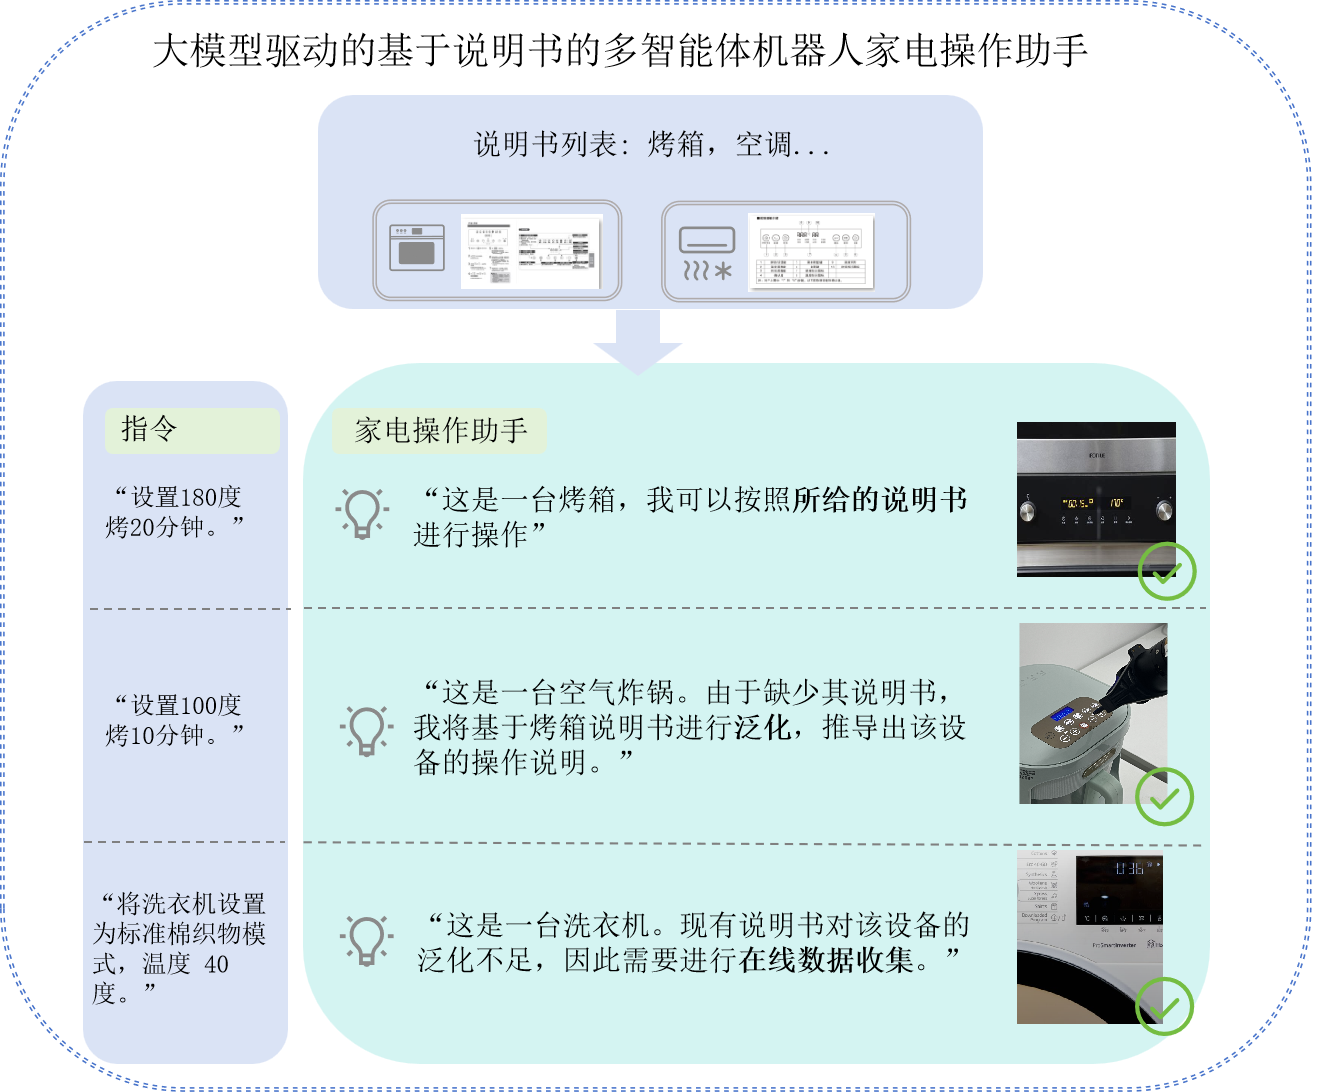 大模型驱动的基于说明书的多智能体机器人家电操作助手
说明书列表: 烤箱，空调...
指令
家电操作助手
“设置180度
烤20分钟。”
“这是一台烤箱，我可以按照所给的说明书
进行操作”
“设置100度
烤10分钟。”
“这是一台空气炸锅。由于缺少其说明书，
我将基于烤箱说明书进行泛化，推导出该设
备的操作说明。”
“将洗衣机设置
为标准棉织物模
式，温度 40
度。”
“这是一台洗衣机。现有说明书对该设备的
泛化不足，因此需要进行在线数据收集。”